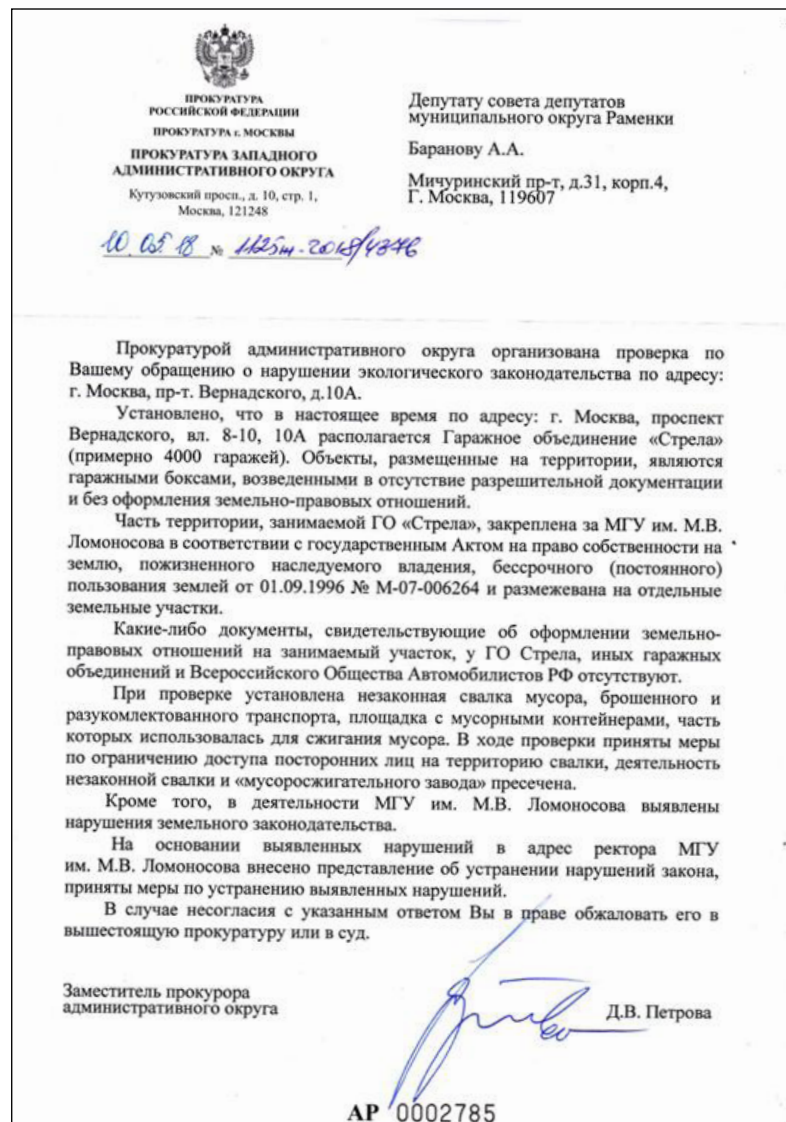 ПРОКУРАТУРА
РОССИЙСКОЙ ФЕДЕРАЦИИ
ПРОКУРАТУРА г. МОСКВЫ
ПРОКУРАТУРА ЗАПАДНОГО
АДМИНИСТРАТИВНОГО ОКРУГА
Кутузовский просп., д. 10, стр. 1,
Москва, 121248
10 05 18 №
Депутату совета депутатов
муниципального округа Раменки
Баранову А.А.
Мичуринский пр-т, д.31, корп.4,
Г. Москва, 119607
Прокуратурой административного округа организована проверка по
Вашему обращению о нарушении экологического законодательства по адресу:
г. Москва, пр-т. Вернадского, д.10А.
Установлено, что в настоящее время по адресу: г. Москва, проспект
Вернадского, вл. 8-10, 10А располагается Гаражное объединение «Стрела»
(примерно 4000 гаражей). Объекты, размещенные на территории, являются
гаражными боксами, возведенными в отсутствие разрешительной документации
и без оформления земельно-правовых отношений.
Часть территории, занимаемой ГО «Стрела», закреплена за МГУ им. М.В.
Ломоносова в соответствии с государственным Актом на право собственности на
землю, пожизненного наследуемого владения, бессрочного (постоянного)
пользования землей от 01.09.1996 № М-07-006264 и размежевана на отдельные
земельные участки.
Какие-либо документы, свидетельствующие об оформлении земельно-
правовых отношений на занимаемый участок, у ГО Стрела, иных гаражных
объединений и Всероссийского Общества Автомобилистов РФ отсутствуют.
При проверке установлена незаконная свалка мусора, брошенного и
разукомлектованного транспорта, площадка с мусорными контейнерами, часть
которых использовалась для сжигания мусора. В ходе проверки приняты меры
по ограничению доступа посторонних лиц на территорию свалки, деятельность
незаконной свалки и «мусоросжигательного завода» пресечена.
Кроме того, в деятельности МГУ им. М.В. Ломоносова выявлены
нарушения земельного законодательства.
На основании выявленных нарушений в адрес ректора МГУ
им. М.В. Ломоносова внесено представление об устранении нарушений закона,
приняты меры по устранению выявленных нарушений.
В случае несогласия с указанным ответом Вы в праве обжаловать его в
вышестоящую прокуратуру или в суд.
Заместитель прокурора
административного округа
Д.В. Петрова
АР 0002785